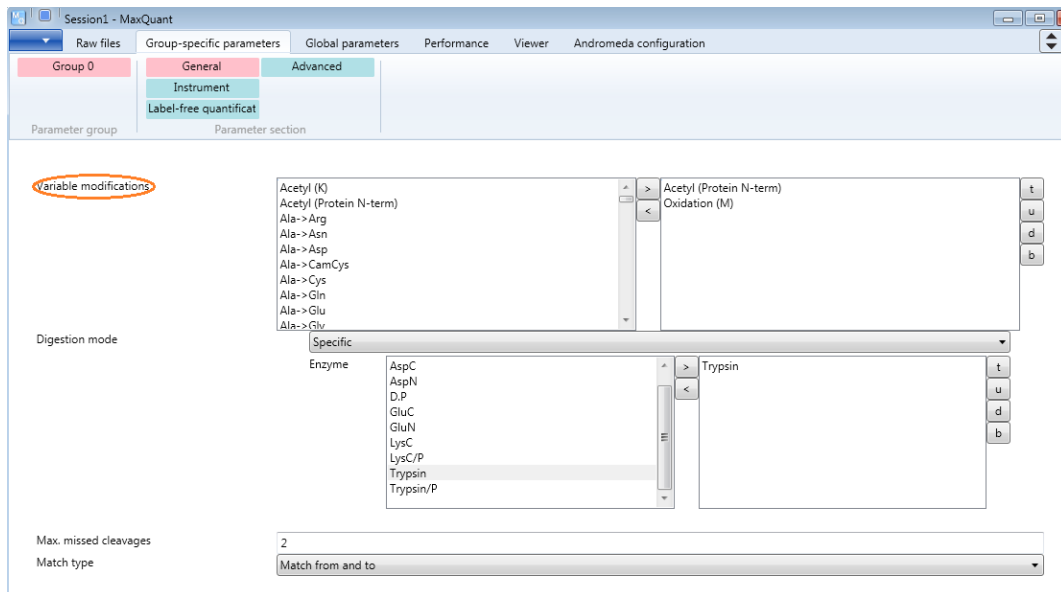 Session1 - MaxQuant
Raw files Group-specific parameters Global parameters Performance Viewer Andromeda configuration
Group 0 General Advanced
Instrument
Label-free quantificat
Parameter group Parameter section
Variable modifications
Acetyl (K) > Acetyl (Protein N-term) t
Acetyl (Protein N-term) < Oxidation (M) u
Ala->Arg d
Ala->Asn b
Ala->Asp
Ala->CamCys
Ala->Cys
Ala->Gln
Ala->Glu
Ala->Gly
Digestion mode Specific
Enzyme AspC > Trypsin t
AspN < u
D.P d
GluC b
GluN
LysC
LysC/P
Trypsin
Trypsin/P
Max. missed cleavages 2
Match type Match from and to